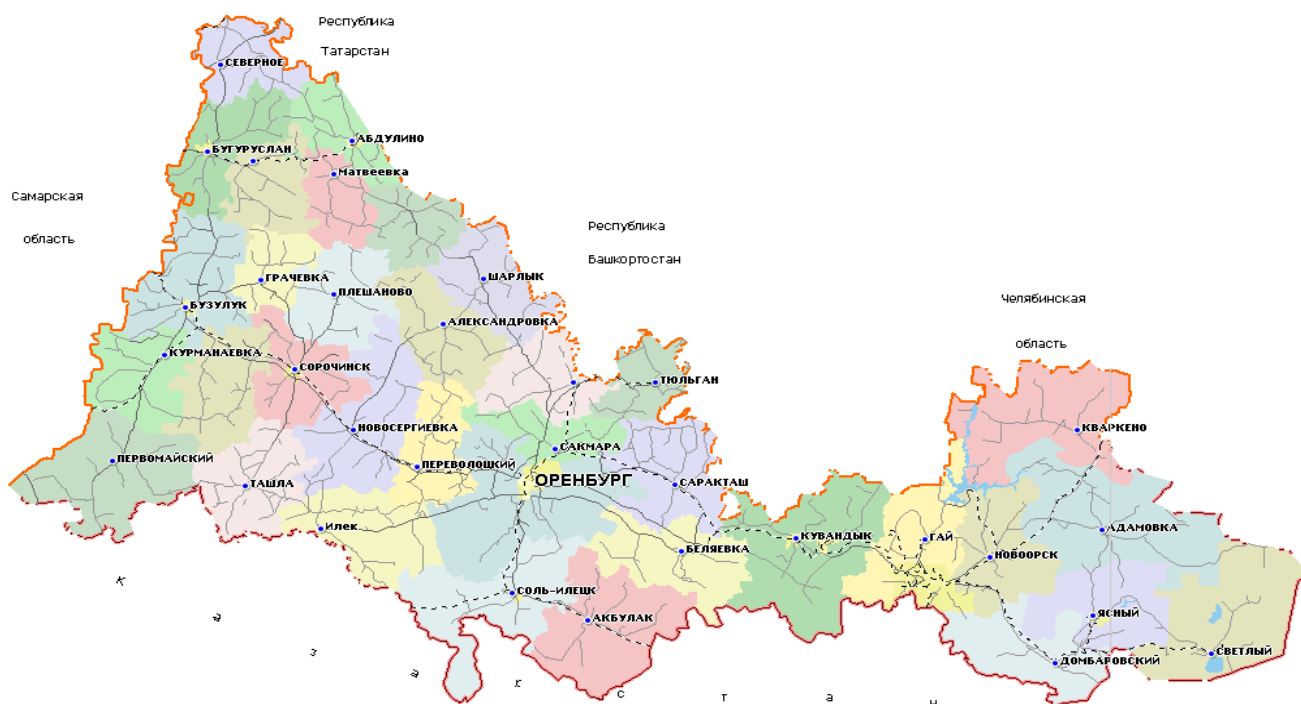 Республика
Татарстан
СЕВЕРНОЕ
АБДУЛИНО
БУГУРУСЛАН
Матвеевка
Самарская
область
Республика
Башкортостан
ШАРЛЫК
ГРАЧЕВКА
ПЛЕШАНОВО
Челябинская
БУЗУЛУК
АЛЕКСАНДРОВКА
область
КУРМАНАЕВКА
СОРОЧИНСК
ТЮЛЬГАН
НОВОСЕРГИЕВКА
КВАРКЕНО
САКМАРА
ПЕРВОМАЙСКИЙ
ПЕРЕВОЛОЦКИЙ
ОРЕНБУРГ
ТАШЛА
САРАКТАШ
Илек
АДАМОВКА
КУВАНДЫК
ГАЙ
БЕЛЯЕВКА
НОВООРСК
СОЛЬ-ИЛЕЦК
АКБУЛАК
ЯСНЫЙ
СВЕТЛЫЙ
ДОМБАРОВСКИЙ
К а з а х с т а н